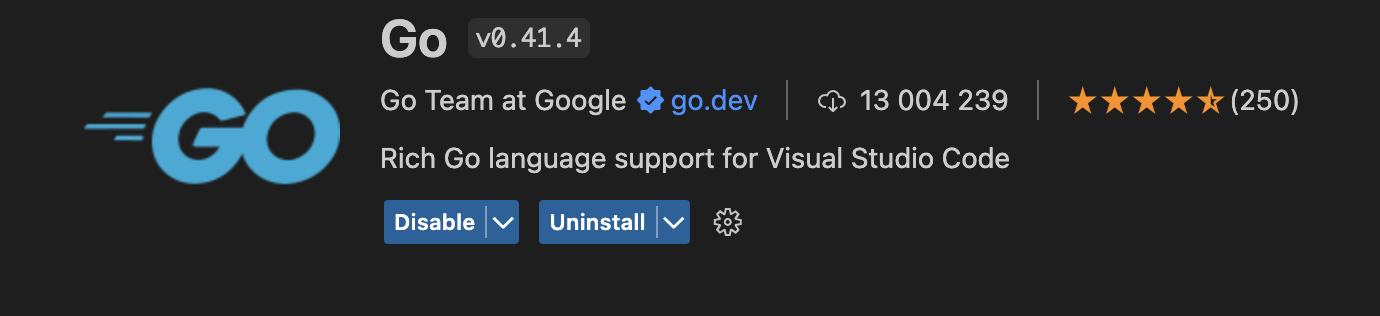 GO
Go v0.41.4
Go Team at Google go.dev 13 004 239 (250)
Rich Go language support for Visual Studio Code
Disable Uninstall